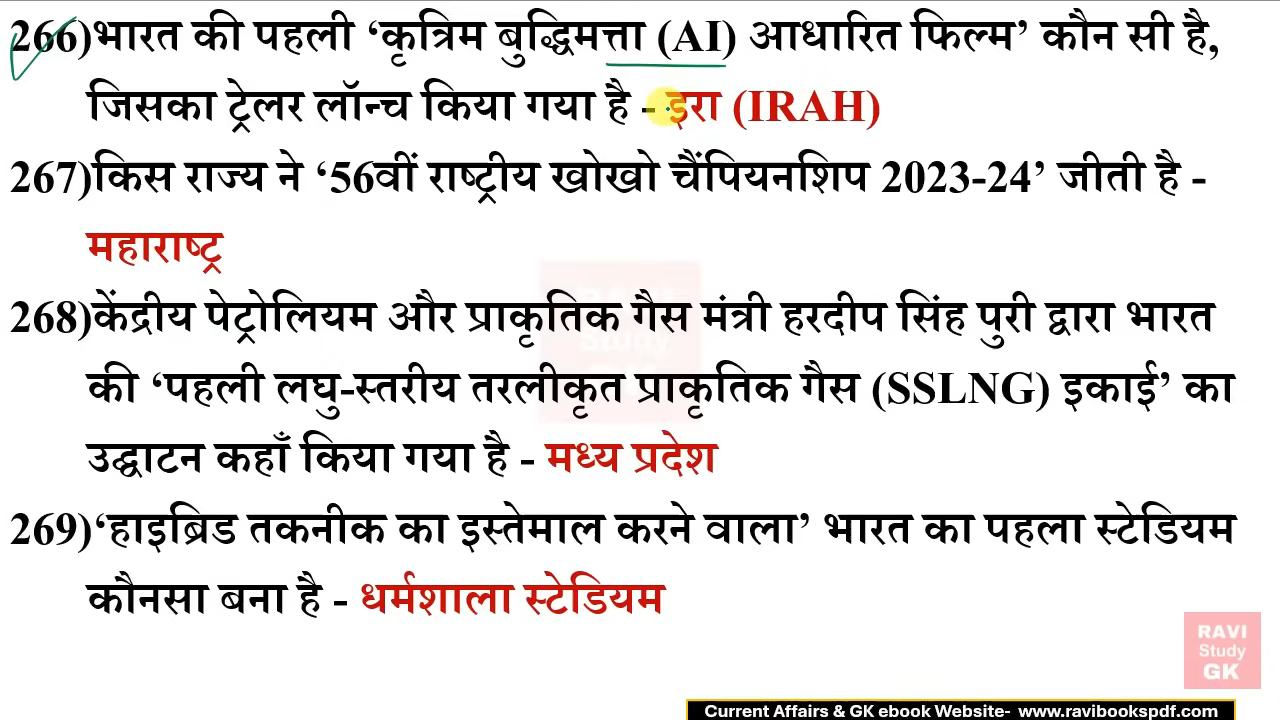 266)भारत की पहली ‘कृत्रिम बुद्धिमत्ता (AI) आधारित फिल्म’ कौन सी है,
जिसका ट्रेलर लॉन्च किया गया है - इरा (IRAH)
267)किस राज्य ने ‘56वीं राष्ट्रीय खोखो चैंपियनशिप 2023-24’ जीती है -
महाराष्ट्र
268)केंद्रीय पेट्रोलियम और प्राकृतिक गैस मंत्री हरदीप सिंह पुरी द्वारा भारत
की ‘पहली लघु-स्तरीय तरलीकृत प्राकृतिक गैस (SSLNG) इकाई’ का
उद्घाटन कहाँ किया गया है - मध्य प्रदेश
269)‘हाइब्रिड तकनीक का इस्तेमाल करने वाला’ भारत का पहला स्टेडियम
कौनसा बना है - धर्मशाला स्टेडियम
RAVI
Study
GK
Current Affairs & GK ebook Website- www.ravibookspdf.com